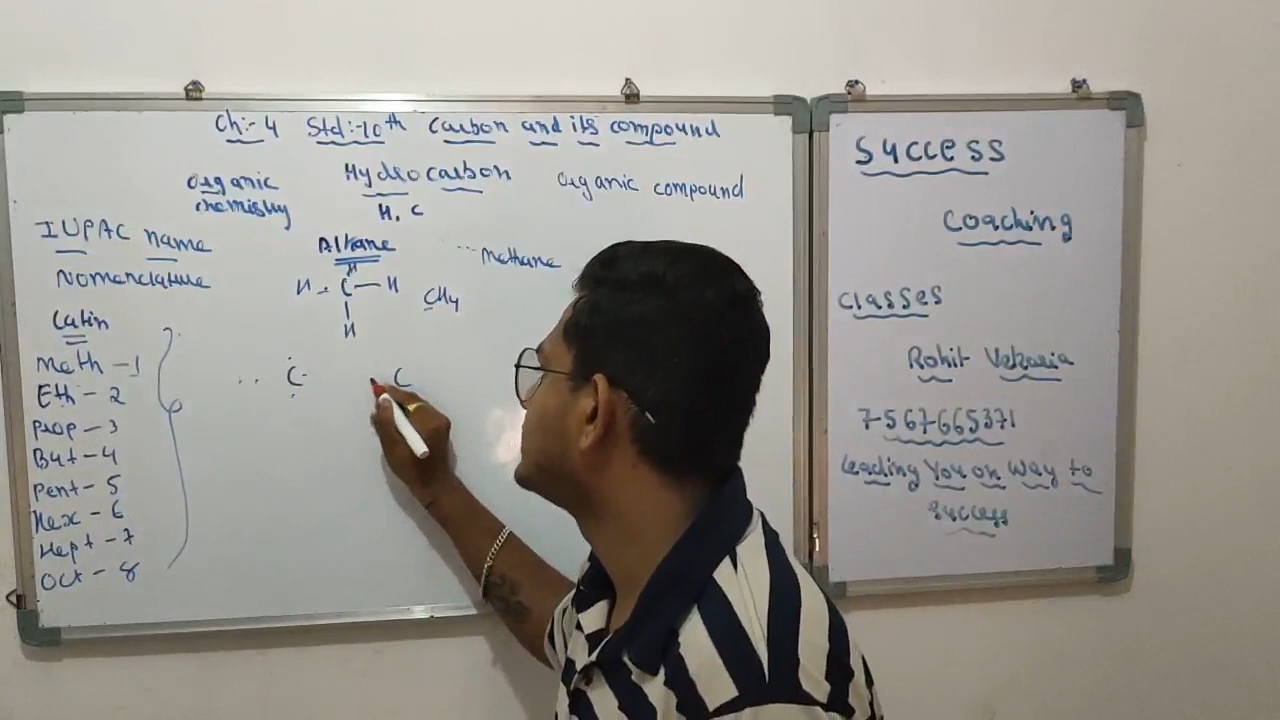 Ch:- 4 Std:-10th Carbon and its compound
Organic chemistry
Hydrocarbon
H, C
Organic compound
IUPAC name
Nomenclature
Latin
Meth - 1
Eth - 2
Prop - 3
But - 4
Pent - 5
Hex - 6
Hept - 7
Oct - 8
Alkane
Methane
H
H - C - H
H
CH4
C C
Success
Coaching
Classes
Rohit Vekaria
7567665371
Leading You on Way to
Success